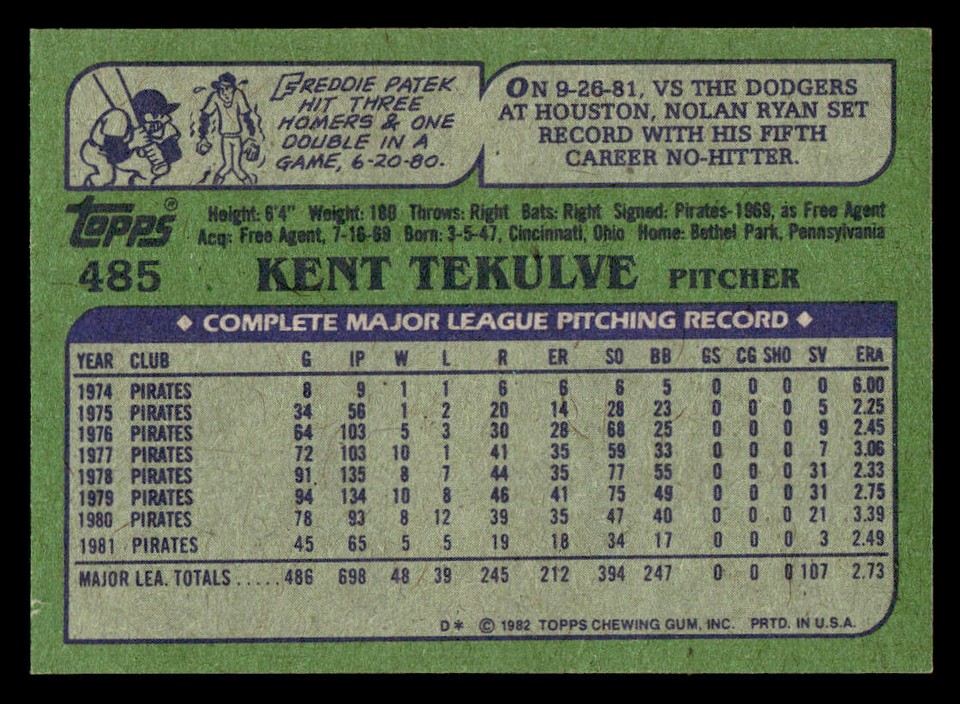 FREDDIE PATEK
HIT THREE
HOMERS & ONE
DOUBLE IN A
GAME, 6-20-80.
ON 9-26-81, VS THE DODGERS
AT HOUSTON, NOLAN RYAN SET
RECORD WITH HIS FIFTH
CAREER NO-HITTER.
Topps®
Height: 6'4" Weight: 180 Throws: Right Bats: Right Signed: Pirates-1969, as Free Agent
Acq: Free Agent, 7-16-69 Born: 3-5-47, Cincinnati, Ohio Home: Bethel Park, Pennsylvania
485 KENT TEKULVE PITCHER
COMPLETE MAJOR LEAGUE PITCHING RECORD
YEAR CLUB G IP W L R ER SO BB GS CG SHO SV ERA
1974 PIRATES 8 9 1 1 6 6 6 5 0 0 0 0 6.00
1975 PIRATES 34 56 1 2 20 14 28 23 0 0 0 5 2.25
1976 PIRATES 64 103 5 3 30 28 68 25 0 0 0 9 2.45
1977 PIRATES 72 103 10 1 41 35 59 33 0 0 0 7 3.06
1978 PIRATES 91 135 8 7 44 35 77 55 0 0 0 31 2.33
1979 PIRATES 94 134 10 8 46 41 75 49 0 0 0 31 2.75
1980 PIRATES 78 93 8 12 39 35 47 40 0 0 0 21 3.39
1981 PIRATES 45 65 5 5 19 18 34 17 0 0 0 3 2.49
MAJOR LEA. TOTALS.....486 698 48 39 245 212 394 247 0 0 0 107 2.73
D* © 1982 TOPPS CHEWING GUM, INC. PRTD. IN U.S.A.